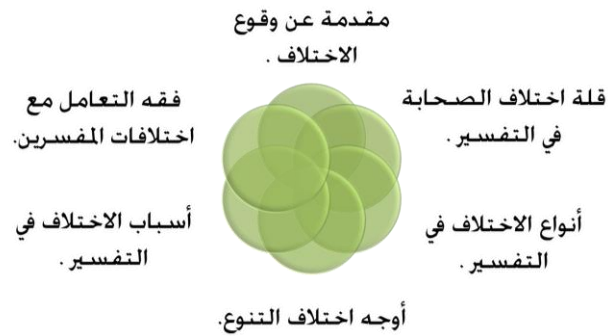 مقدمة عن وقوع
الاختلاف .
قلة اختلاف الصحابة
في التفسير .
أنواع الاختلاف في
التفسير .
أوجه اختلاف التنوع.
أسباب الاختلاف في
التفسير .
فقه التعامل مع
اختلافات المفسرين.